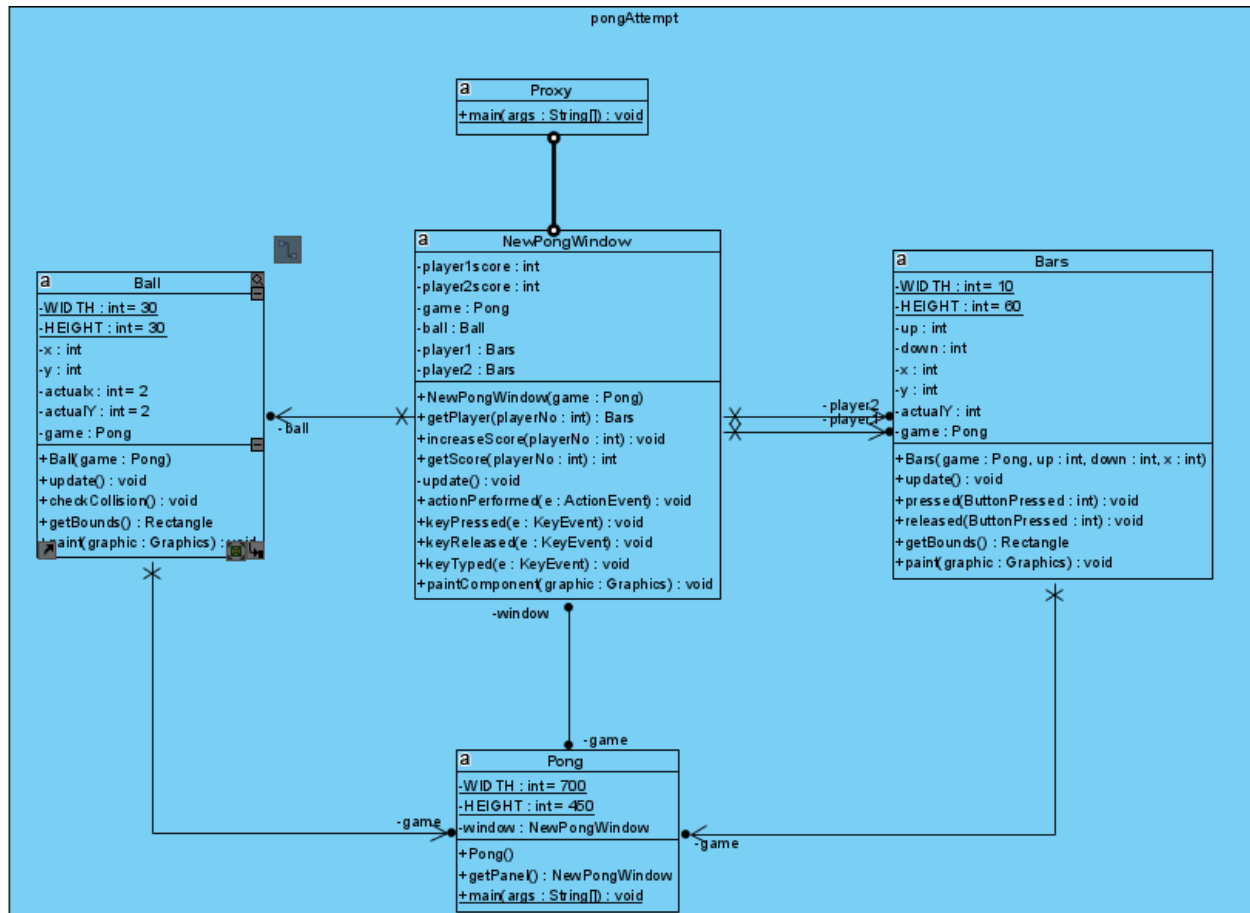 pongAttempt
a
Proxy
+main(args : String[]) : void
a
NewPongWindow
-player1score : int
-player2score : int
-game : Pong
-ball : Ball
-player1 : Bars
-player2 : Bars
+NewPongWindow(game : Pong)
+getPlayer(playerNo : int) : Bars
+increaseScore(playerNo : int) : void
+getScore(playerNo : int) : int
-update() : void
+actionPerformed(e : ActionEvent) : void
+keyPressed(e : KeyEvent) : void
+keyReleased(e : KeyEvent) : void
+keyTyped(e : KeyEvent) : void
+paintComponent(graphic : Graphics) : void
a
Ball
-WIDTH : int = 30
-HEIGHT : int = 30
-x : int
-y : int
-actualx : int = 2
-actualY : int = 2
-game : Pong
+Ball(game : Pong)
+update() : void
+checkCollision() : void
+getBounds() : Rectangle
+paint(graphic : Graphics) : void
-ball
a
Bars
-WIDTH : int = 10
-HEIGHT : int = 60
-up : int
-down : int
-x : int
-y : int
-actualY : int
-game : Pong
+Bars(game : Pong, up : int, down : int, x : int)
+update() : void
+pressed(ButtonPressed : int) : void
+released(ButtonPressed : int) : void
+getBounds() : Rectangle
+paint(graphic : Graphics) : void
-player2
-player1
-window
-game
a
Pong
-WIDTH : int = 700
-HEIGHT : int = 450
-window : NewPongWindow
+Pong()
+getPanel() : NewPongWindow
+main(args : String[]) : void
-game
-game